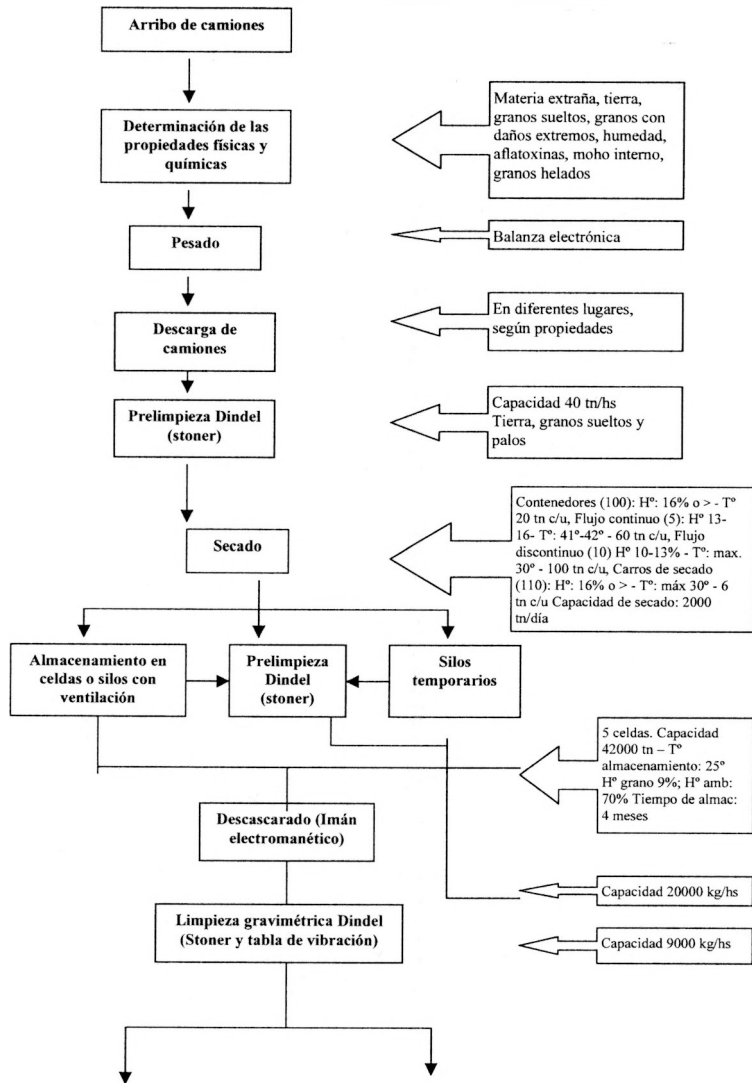 Arribo de camiones
Determinación de las
propiedades físicas y
químicas
Materia extraña, tierra,
granos sueltos, granos con
daños extremos, humedad,
aflatoxinas, moho interno,
granos helados
Pesado
Balanza electrónica
Descarga de
camiones
En diferentes lugares,
según propiedades
Prelimpieza Dindel
(stoner)
Capacidad 40 tn/hs
Tierra, granos sueltos y
palos
Secado
Contenedores (100): Hº: 16% o > - Tº
20 tn c/u, Flujo continuo (5): Hº 13-
16- Tº: 41º-42º - 60 tn c/u, Flujo
discontinuo (10) Hº 10-13% - Tº: max.
30º - 100 tn c/u, Carros de secado
(110): Hº: 16% o > - Tº: máx 30º - 6
tn c/u Capacidad de secado: 2000
tn/día
Almacenamiento en
celdas o silos con
ventilación
Prelimpieza
Dindel
(stoner)
Silos
temporarios
5 celdas. Capacidad
42000 tn – Tº
almacenamiento: 25º
Hº grano 9%; Hº amb:
70% Tiempo de almac:
4 meses
Descascarado (Imán
electromanético)
Capacidad 20000 kg/hs
Limpieza gravimétrica Dindel
(Stoner y tabla de vibración)
Capacidad 9000 kg/hs